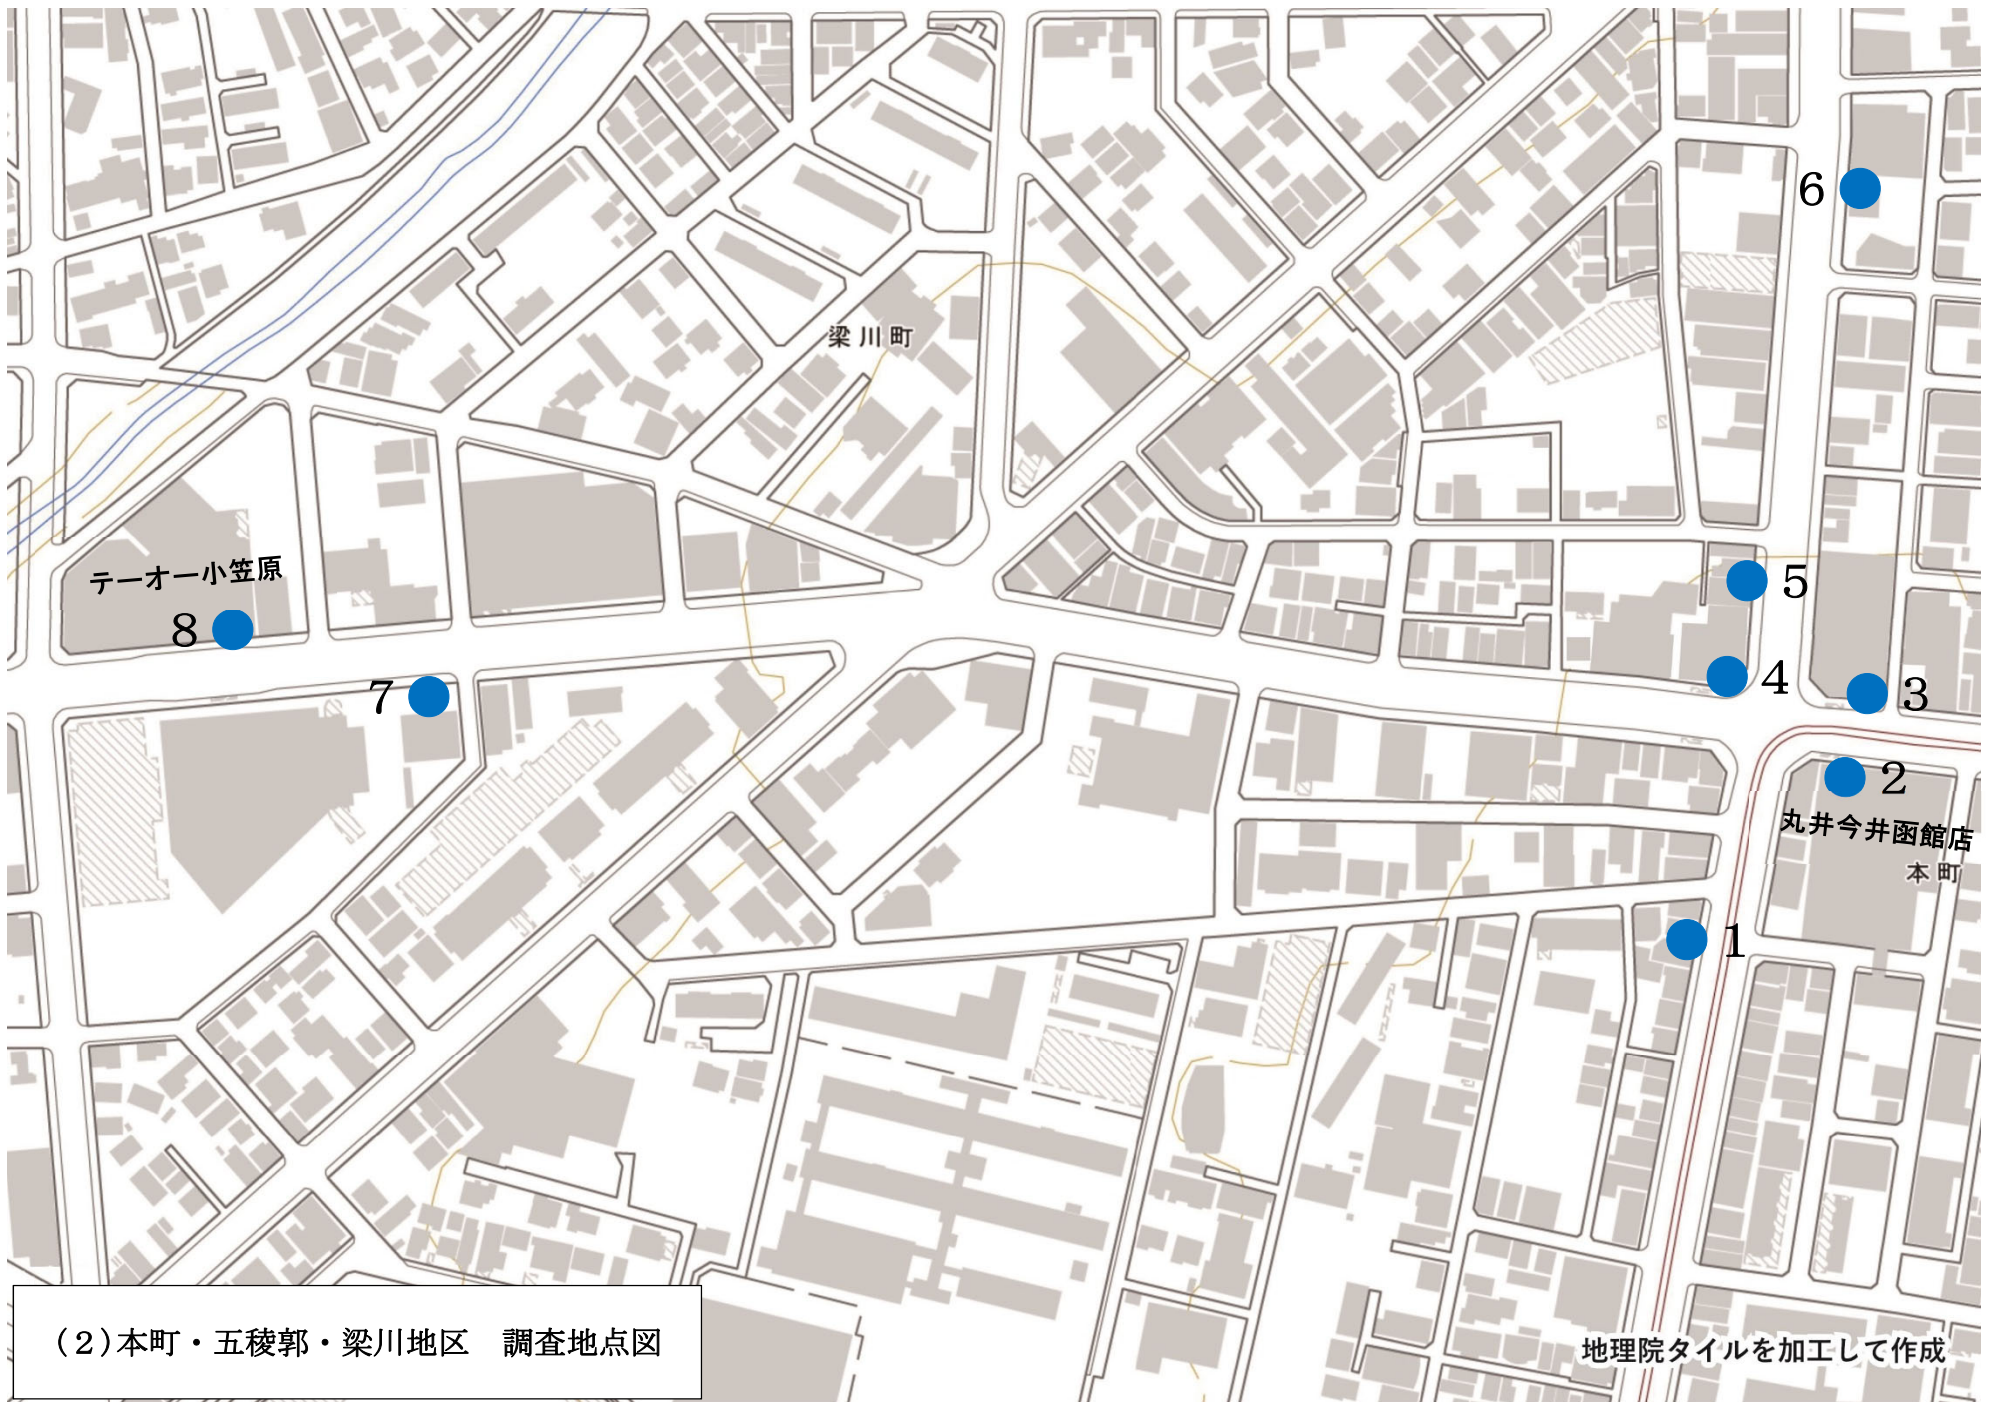 6
梁川町
テーオー小笠原
5
8
4
7
3
2
丸井今井函館店
本町
1
(2)本町・五稜郭・梁川地区　調査地点図
地理院タイルを加工して作成